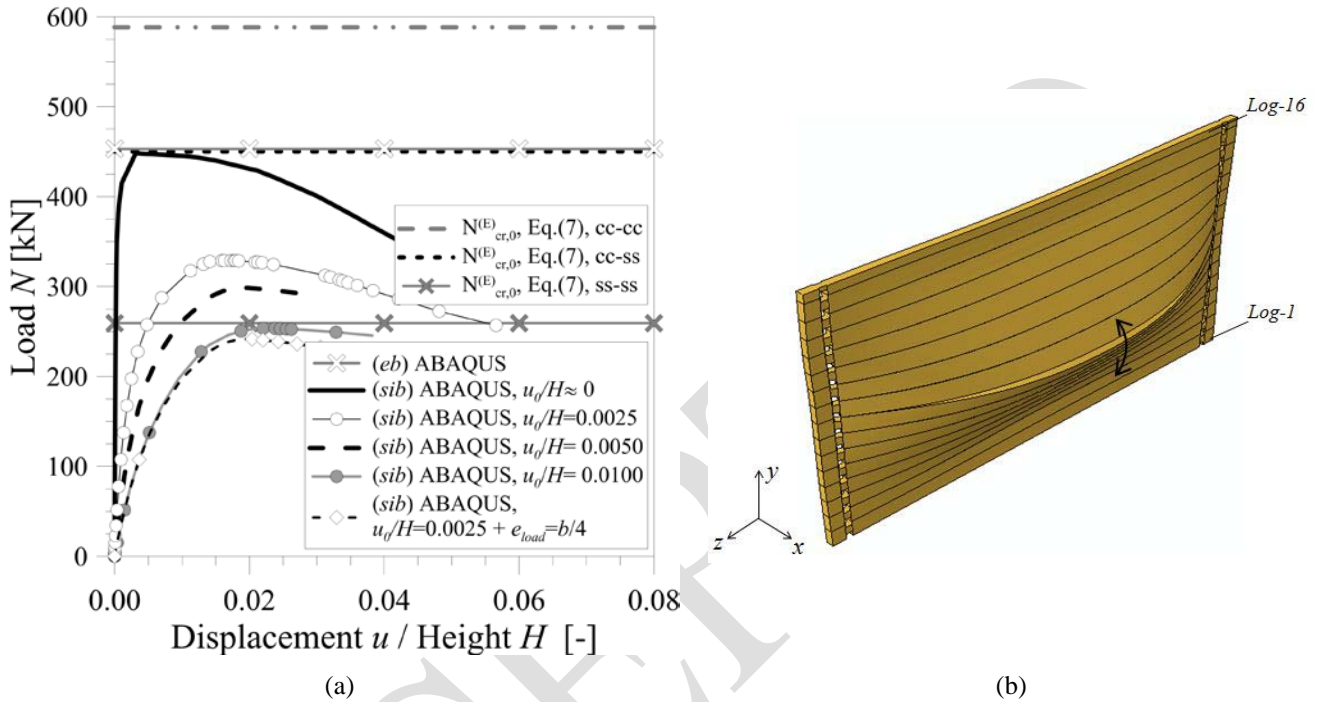 600
500
400
300
200
100
0
Load N [kN]
0.00 0.02 0.04 0.06 0.08
Displacement u / Height H [-]
N(E)cr,0, Eq.(7), cc-cc
N(E)cr,0, Eq.(7), cc-ss
N(E)cr,0, Eq.(7), ss-ss
(eb) ABAQUS
(sib) ABAQUS, u0/H≈ 0
(sib) ABAQUS, u0/H=0.0025
(sib) ABAQUS, u0/H= 0.0050
(sib) ABAQUS, u0/H= 0.0100
(sib) ABAQUS,
u0/H=0.0025 + eload=b/4
(a)
Log-16
Log-1
y
z
x
(b)